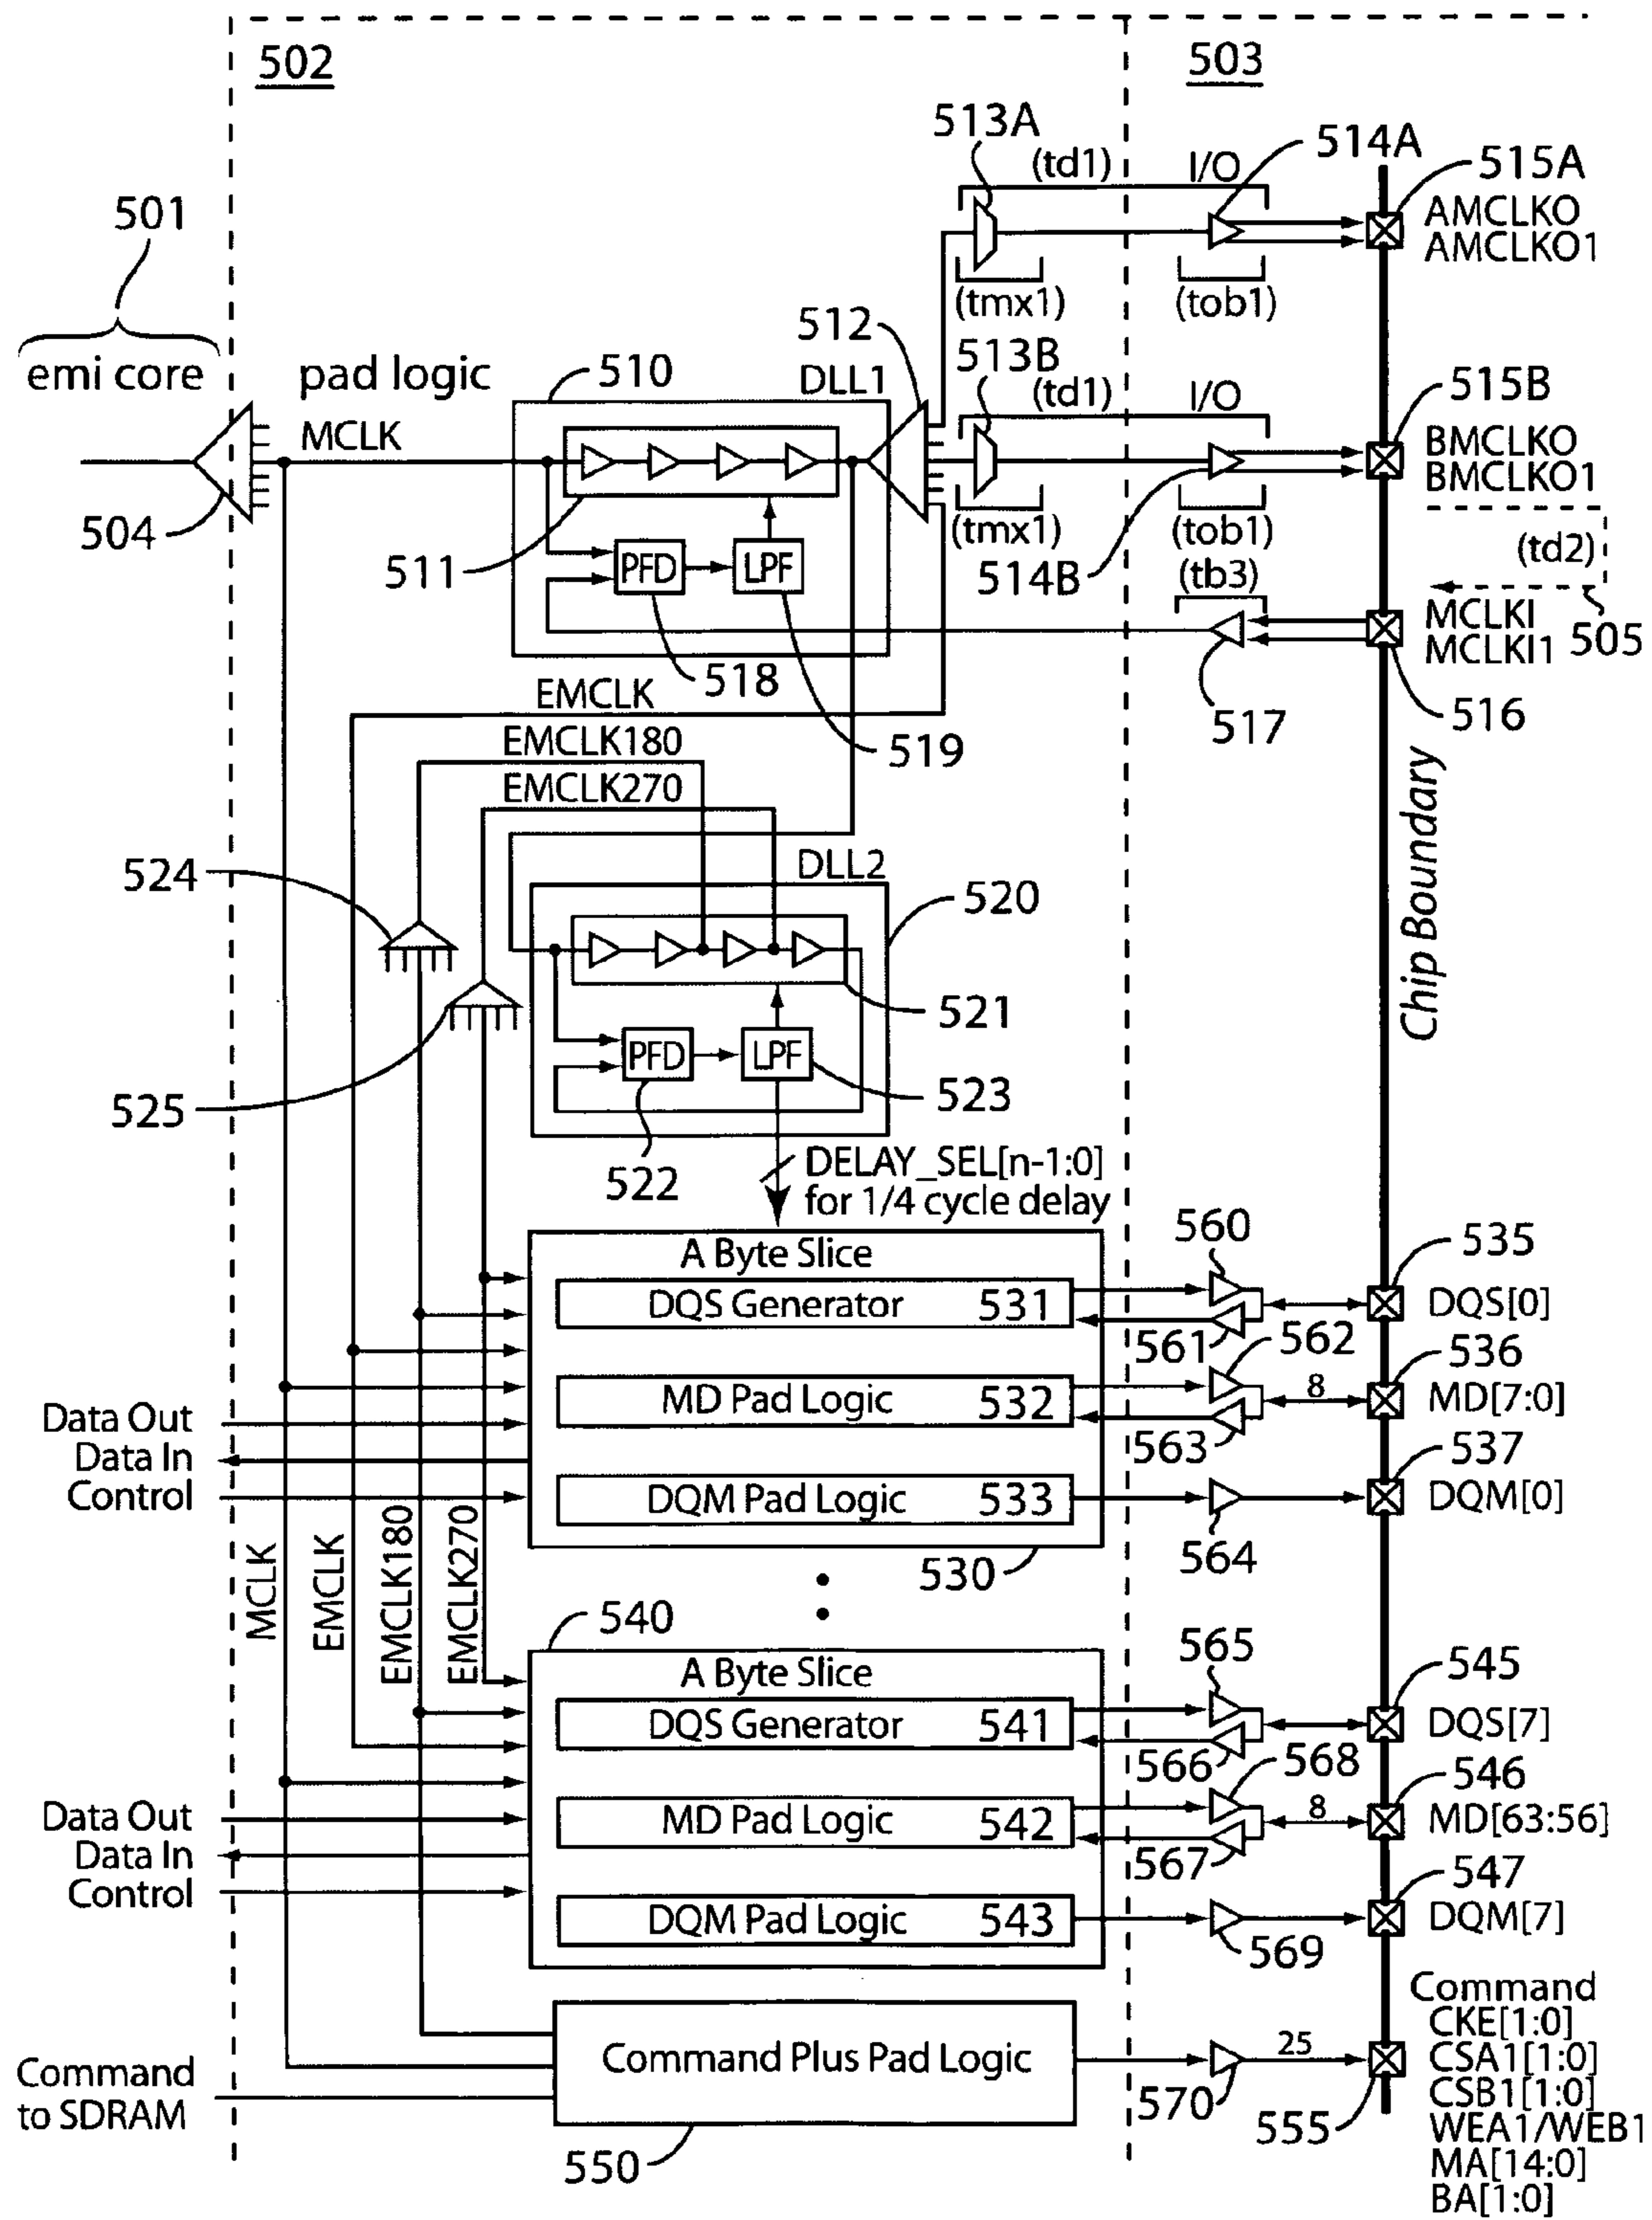 502
503
513A
(td1)
I/O
514A
515A
AMCLKO
AMCLKO1
501
(tmx1)
(tob1)
512
513B
emi core
pad logic
510
DLL1
(td1)
I/O
515B
MCLK
BMCLKO
BMCLKO1
504
511
PFD
LPF
(tmx1)
(tob1)
514B
(tb3)
(td2)
MCLKI
MCLKI1
505
518
EMCLK
519
517
516
EMCLK180
EMCLK270
Chip Boundary
524
DLL2
520
521
PFD
LPF
525
523
522
DELAY_SEL[n-1:0]
for 1/4 cycle delay
560
A Byte Slice
535
DQS Generator 531
DQS[0]
561
562
536
MD Pad Logic 532
8
MD[7:0]
Data Out
563
Data In
537
Control
DQM Pad Logic 533
DQM[0]
564
530
MCLK
EMCLK
EMCLK180
EMCLK270
540
565
A Byte Slice
545
DQS Generator 541
DQS[7]
566
568
546
Data Out
MD Pad Logic 542
8
MD[63:56]
Data In
567
547
Control
DQM Pad Logic 543
DQM[7]
569
Command
CKE[1:0]
Command Plus Pad Logic
25
CSA1[1:0]
Command
to SDRAM
CSB1[1:0]
570
555
WEA1/WEB1
550
MA[14:0]
BA[1:0]